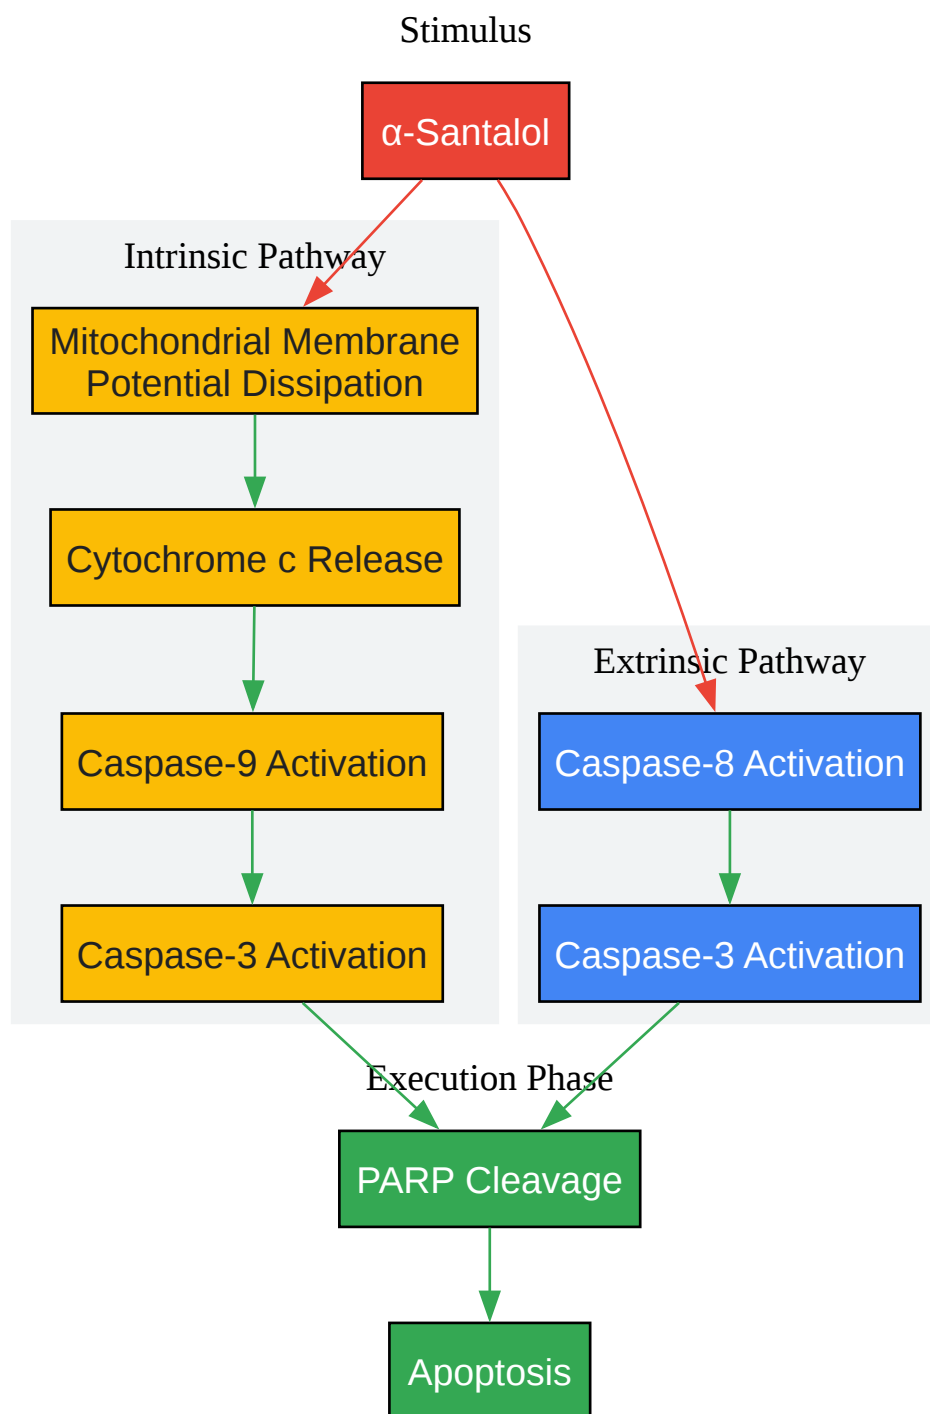 Stimulus
α-Santalol
Intrinsic Pathway
Mitochondrial Membrane
Potential Dissipation
Cytochrome c Release
Caspase-9 Activation
Caspase-3 Activation
Extrinsic Pathway
Caspase-8 Activation
Caspase-3 Activation
Execution Phase
PARP Cleavage
Apoptosis